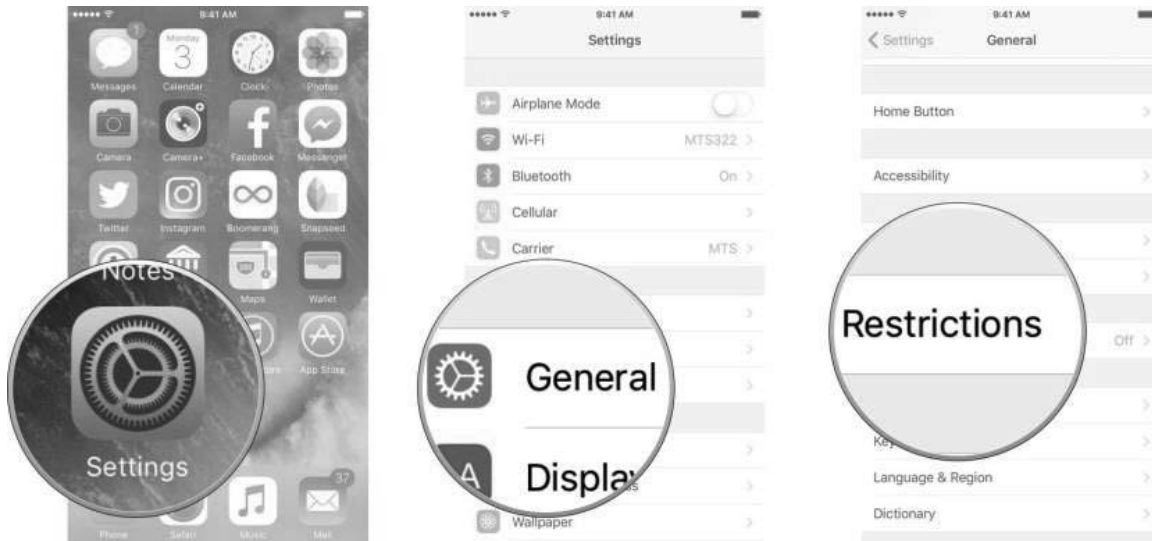 9:41 AM
1
Monday
3
Messages
Calendar
Clock
Photos
Camera
Camera+
Facebook
Messenger
Twitter
Instagram
Boomerang
Snapseed
Notes
Maps
Wallet
App Store
Settings
37
Phone
Safari
Music
Mail
9:41 AM
Settings
Airplane Mode
Wi-Fi
MTS322
Bluetooth
On
Cellular
Carrier
MTS
General
Display
Wallpaper
9:41 AM
Settings
General
Home Button
Accessibility
Restrictions
Off
Key
Language & Region
Dictionary